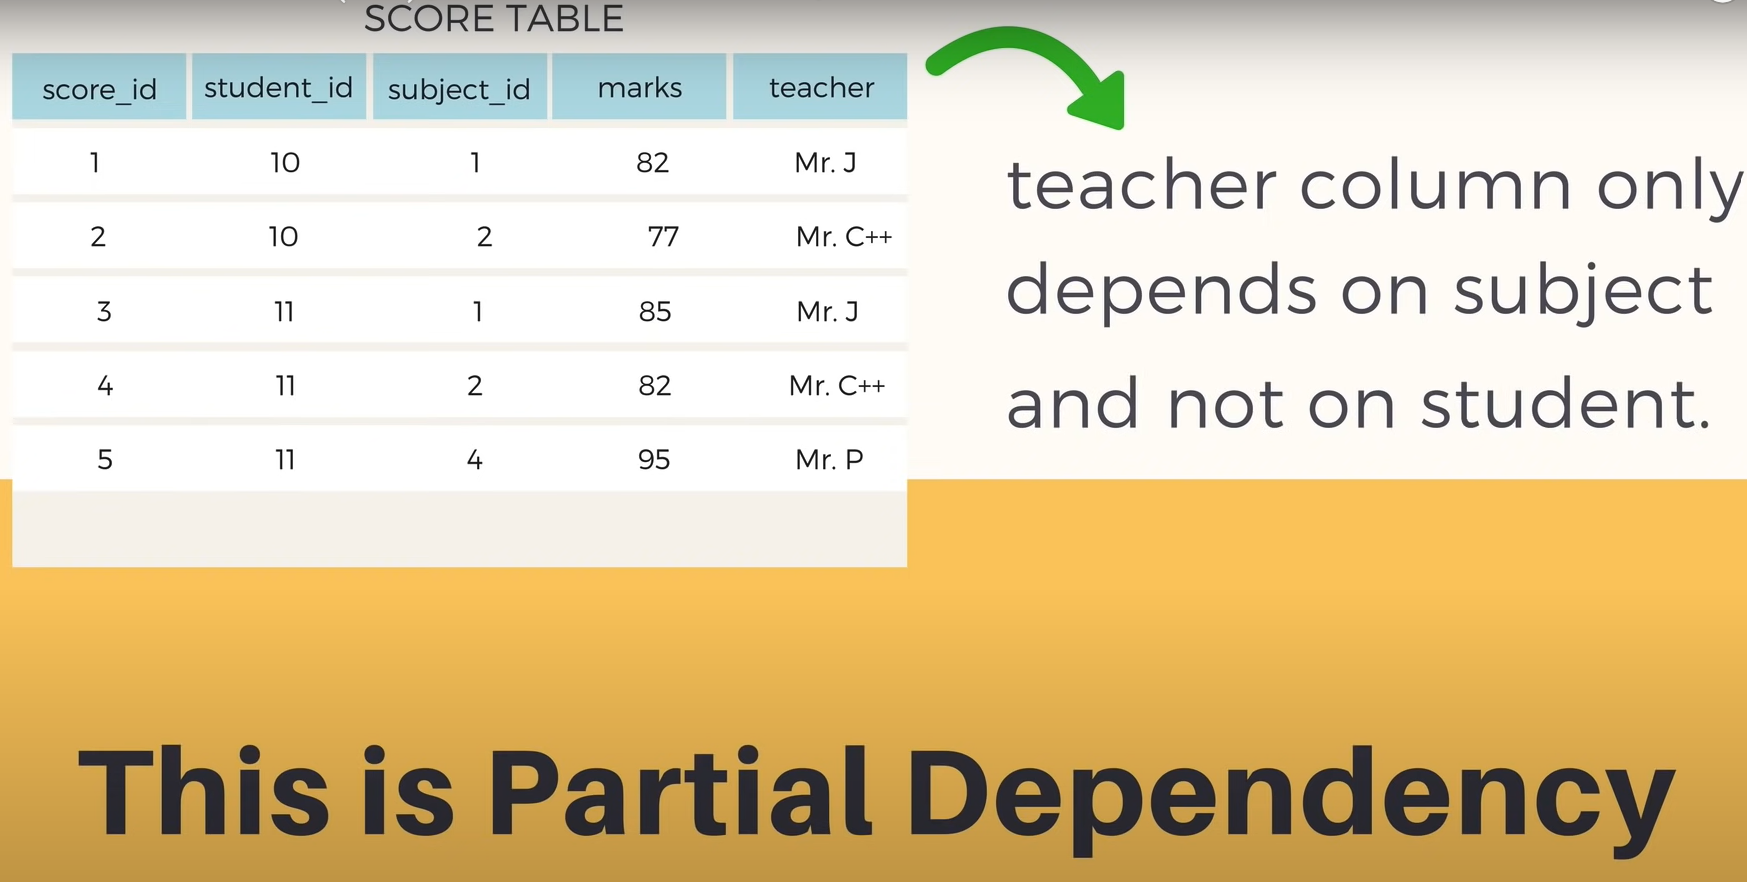 SCORE TABLE
score_id student_id subject_id marks teacher
1 10 1 82 Mr. J
2 10 2 77 Mr. C++
3 11 1 85 Mr. J
4 11 2 82 Mr. C++
5 11 4 95 Mr. P
teacher column only
depends on subject
and not on student.
This is Partial Dependency